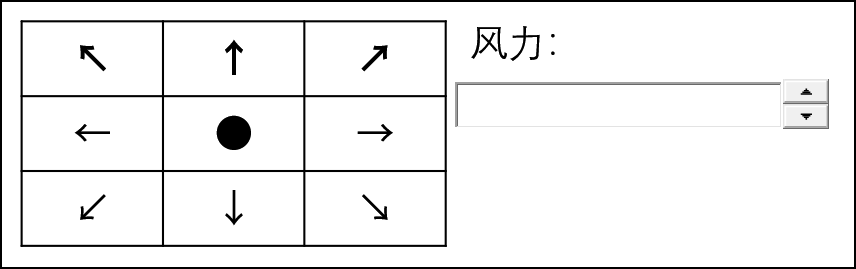 ↖ ↑ ↗
风力:
← ● →
↙ ↓ ↘